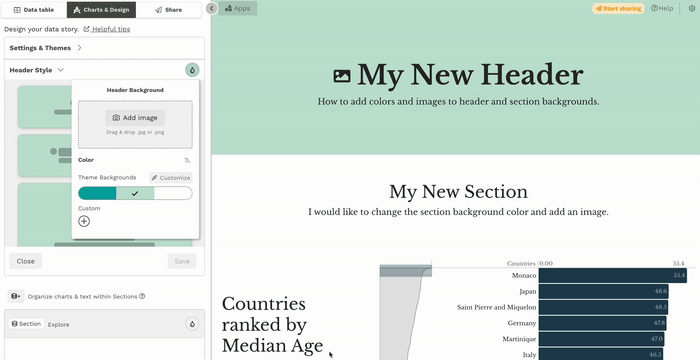 Data table
Charts & Design
Share
Apps
Start sharing
Help
Design your data story. Helpful tips
Settings & Themes
Header Style
Header Background
Add image
Drag & drop .jpg or .png
Color
Theme Backgrounds
Customize
Custom
Close
Save
Organize charts & text within Sections
Section
Explore
My New Header
How to add colors and images to header and section backgrounds.
My New Section
I would like to change the section background color and add an image.
Countries
ranked by
Median Age
Countries 0.00 55.4
Monaco 55.4
Japan 48.6
Saint Pierre and Miquelon 48.5
Germany 47.8
Martinique 47.0
Italy 46.5